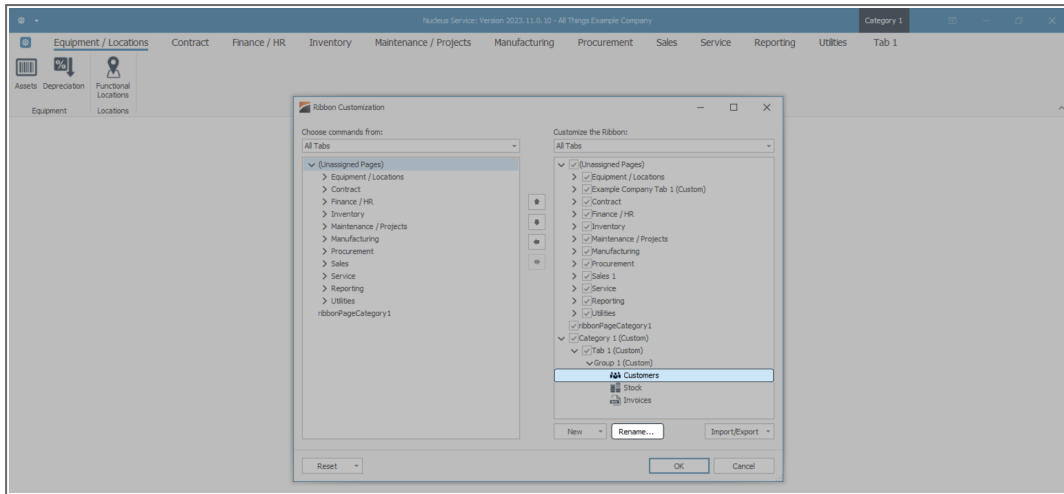 Nucleus Service: Version 2023.11.0.10 - All Things Example Company
Category 1
Equipment / Locations Contract Finance / HR Inventory Maintenance / Projects Manufacturing Procurement Sales Service Reporting Utilities Tab 1
Assets Depreciation Functional Locations
Equipment Locations
Ribbon Customization
Choose commands from: Customize the Ribbon:
All Tabs All Tabs
(Unassigned Pages)
Equipment / Locations
Contract
Finance / HR
Inventory
Maintenance / Projects
Manufacturing
Procurement
Sales
Service
Reporting
Utilities
ribbonPageCategory1
(Unassigned Pages)
Equipment / Locations
Example Company Tab 1 (Custom)
Contract
Finance / HR
Inventory
Maintenance / Projects
Manufacturing
Procurement
Sales 1
Service
Reporting
Utilities
ribbonPageCategory1
Category 1 (Custom)
Tab 1 (Custom)
Group 1 (Custom)
Customers
Stock
Invoices
New Rename... Import/Export
Reset OK Cancel